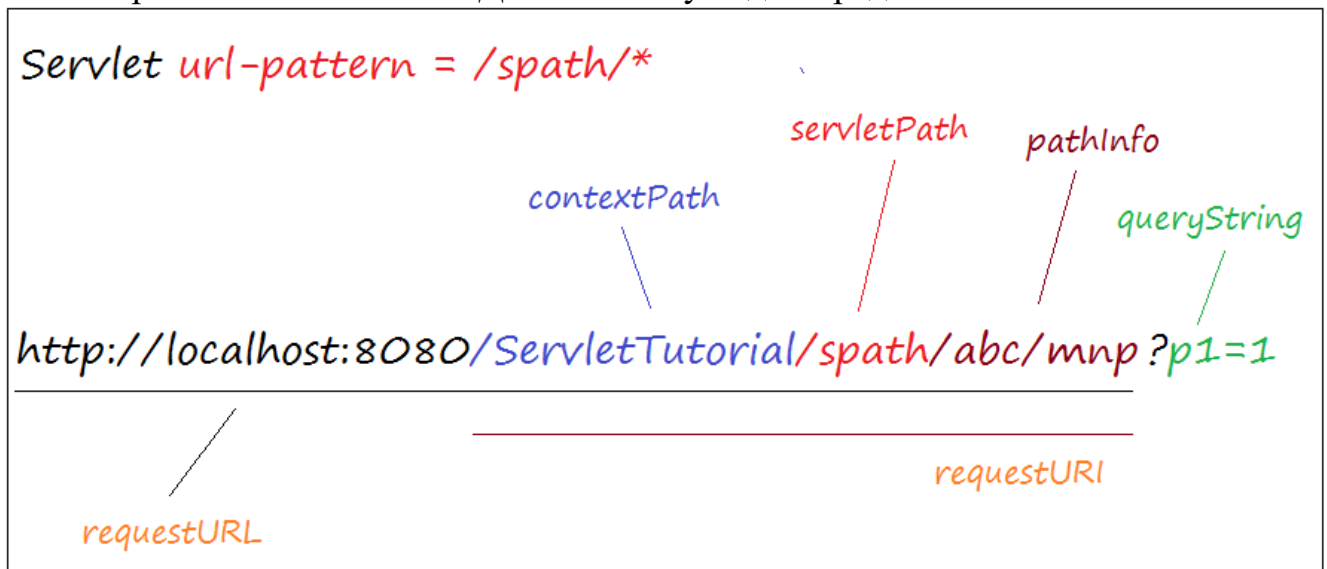 Servlet url-pattern = /spath/*
servletPath
pathInfo
contextPath
queryString
http://localhost:8080/ServletTutorial/spath/abc/mnp ?p1=1
requestURI
requestURL